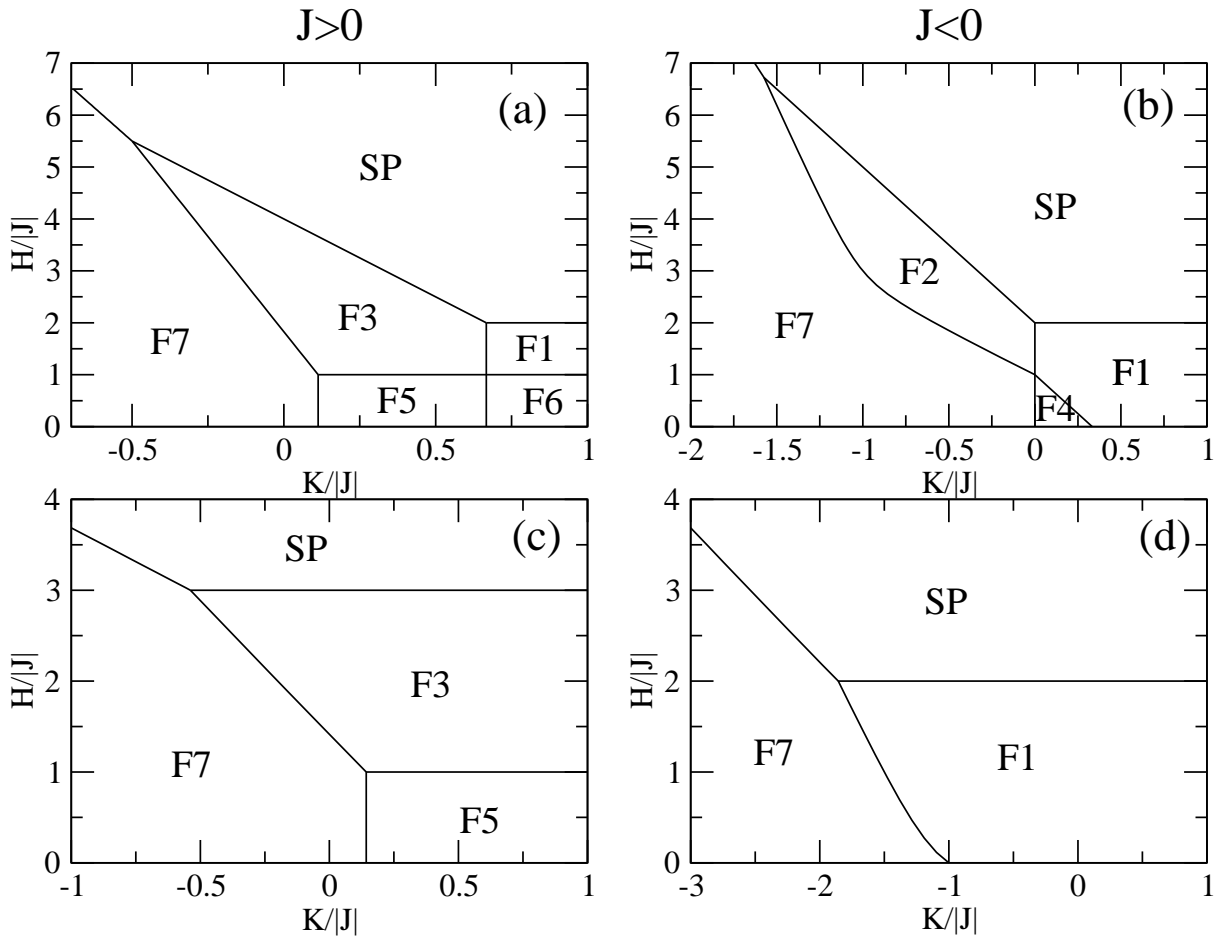 J>0 J<0
7
6
5
4
3
2
1
0
H/|J|
(a)
SP
F3
F7
F1
F5
F6
-0.5 0 0.5 1
K/|J|
7
6
5
4
3
2
1
0
H/|J|
(b)
SP
F2
F7
F1
F4
-2 -1.5 -1 -0.5 0 0.5 1
K/|J|
4
3
2
1
0
H/|J|
(c)
SP
F3
F7
F5
-1 -0.5 0 0.5 1
K/|J|
4
3
2
1
0
H/|J|
(d)
SP
F7
F1
-3 -2 -1 0 1
K/|J|